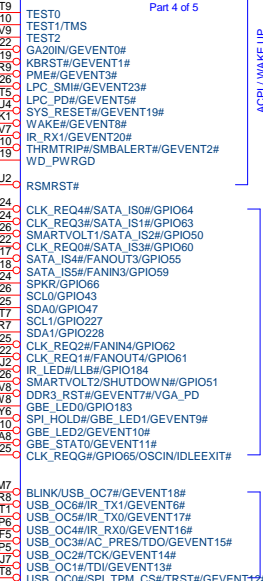 Part 4 of 5
TEST0
TEST1/TMS
TEST2
GA20IN/GEVENT0#
KBRST#/GEVENT1#
PME#/GEVENT3#
LPC_SMI#/GEVENT23#
LPC_PD#/GEVENT5#
SYS_RESET#/GEVENT19#
WAKE#/GEVENT8#
IR_RX1/GEVENT20#
THRMTRIP#/SMBALERT#/GEVENT2#
WD_PWRGD
ACPI / WAKE UP
RSMRST#
CLK_REQ4#/SATA_IS0#/GPIO64
CLK_REQ3#/SATA_IS1#/GPIO63
SMARTVOLT1/SATA_IS2#/GPIO50
CLK_REQ0#/SATA_IS3#/GPIO60
SATA_IS4#/FANOUT3/GPIO55
SATA_IS5#/FANIN3/GPIO59
SPKR/GPIO66
SCL0/GPIO43
SDA0/GPIO47
SCL1/GPIO227
SDA1/GPIO228
CLK_REQ2#/FANIN4/GPIO62
CLK_REQ1#/FANOUT4/GPIO61
IR_LED#/LLB#/GPIO184
SMARTVOLT2/SHUTDOWN#/GPIO51
DDR3_RST#/GEVENT7#/VGA_PD
GBE_LED0/GPIO183
SPI_HOLD#/GBE_LED1/GEVENT9#
GBE_LED2/GEVENT10#
GBE_STAT0/GEVENT11#
CLK_REQG#/GPIO65/OSCIN/IDLEEXIT#
BLINK/USB_OC7#/GEVENT18#
USB_OC6#/IR_TX1/GEVENT6#
USB_OC5#/IR_TX0/GEVENT17#
USB_OC4#/IR_RX0/GEVENT16#
USB_OC3#/AC_PRES/TDO/GEVENT15#
USB_OC2#/TCK/GEVENT14#
USB_OC1#/TDI/GEVENT13#
USB_OC0#/SPI_TPM_CS#/TRST#/GEVENT12#